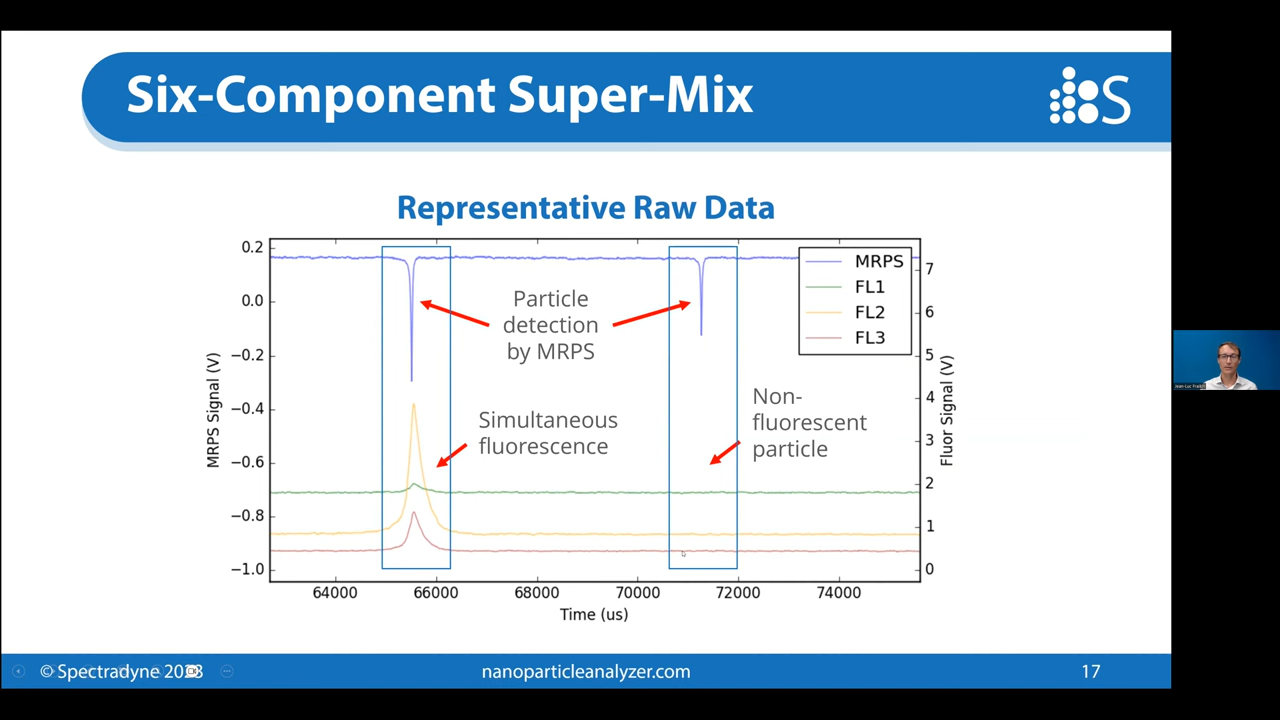 Six-Component Super-Mix
S
Representative Raw Data
0.2
0.0
−0.2
−0.4
−0.6
−0.8
−1.0
MRPS Signal (V)
Particle
detection
by MRPS
Simultaneous
fluorescence
Non-
fluorescent
particle
MRPS
FL1
FL2
FL3
7
6
5
4
3
2
1
0
Fluor Signal (V)
64000 66000 68000 70000 72000 74000
Time (us)
© Spectradyne
nanoparticleanalyzer.com
17